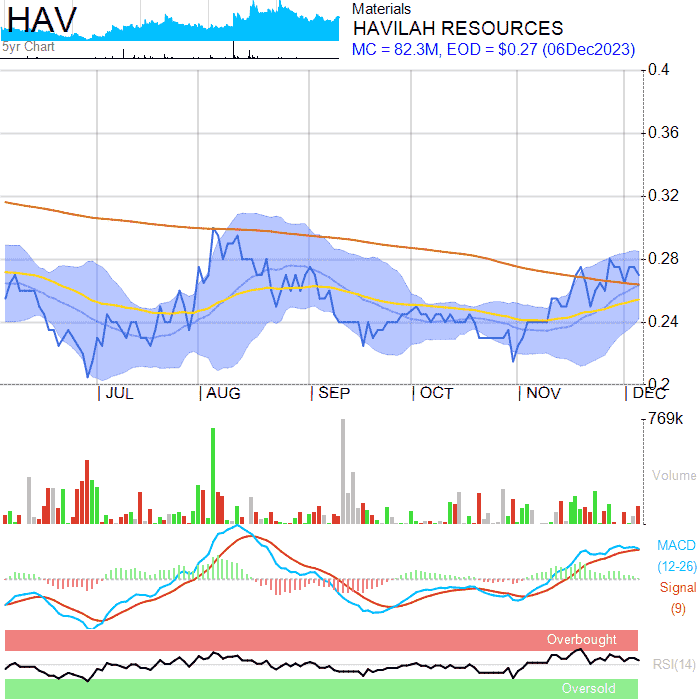 HAV
5yr Chart
Materials
HAVILAH RESOURCES
MC = 82.3M, EOD = $0.27 (06Dec2023)
0.4
0.36
0.32
0.28
0.24
0.2
JUL
AUG
SEP
OCT
NOV
DEC
769k
Volume
MACD
(12-26)
Signal
(9)
Overbought
RSI(14)
Oversold